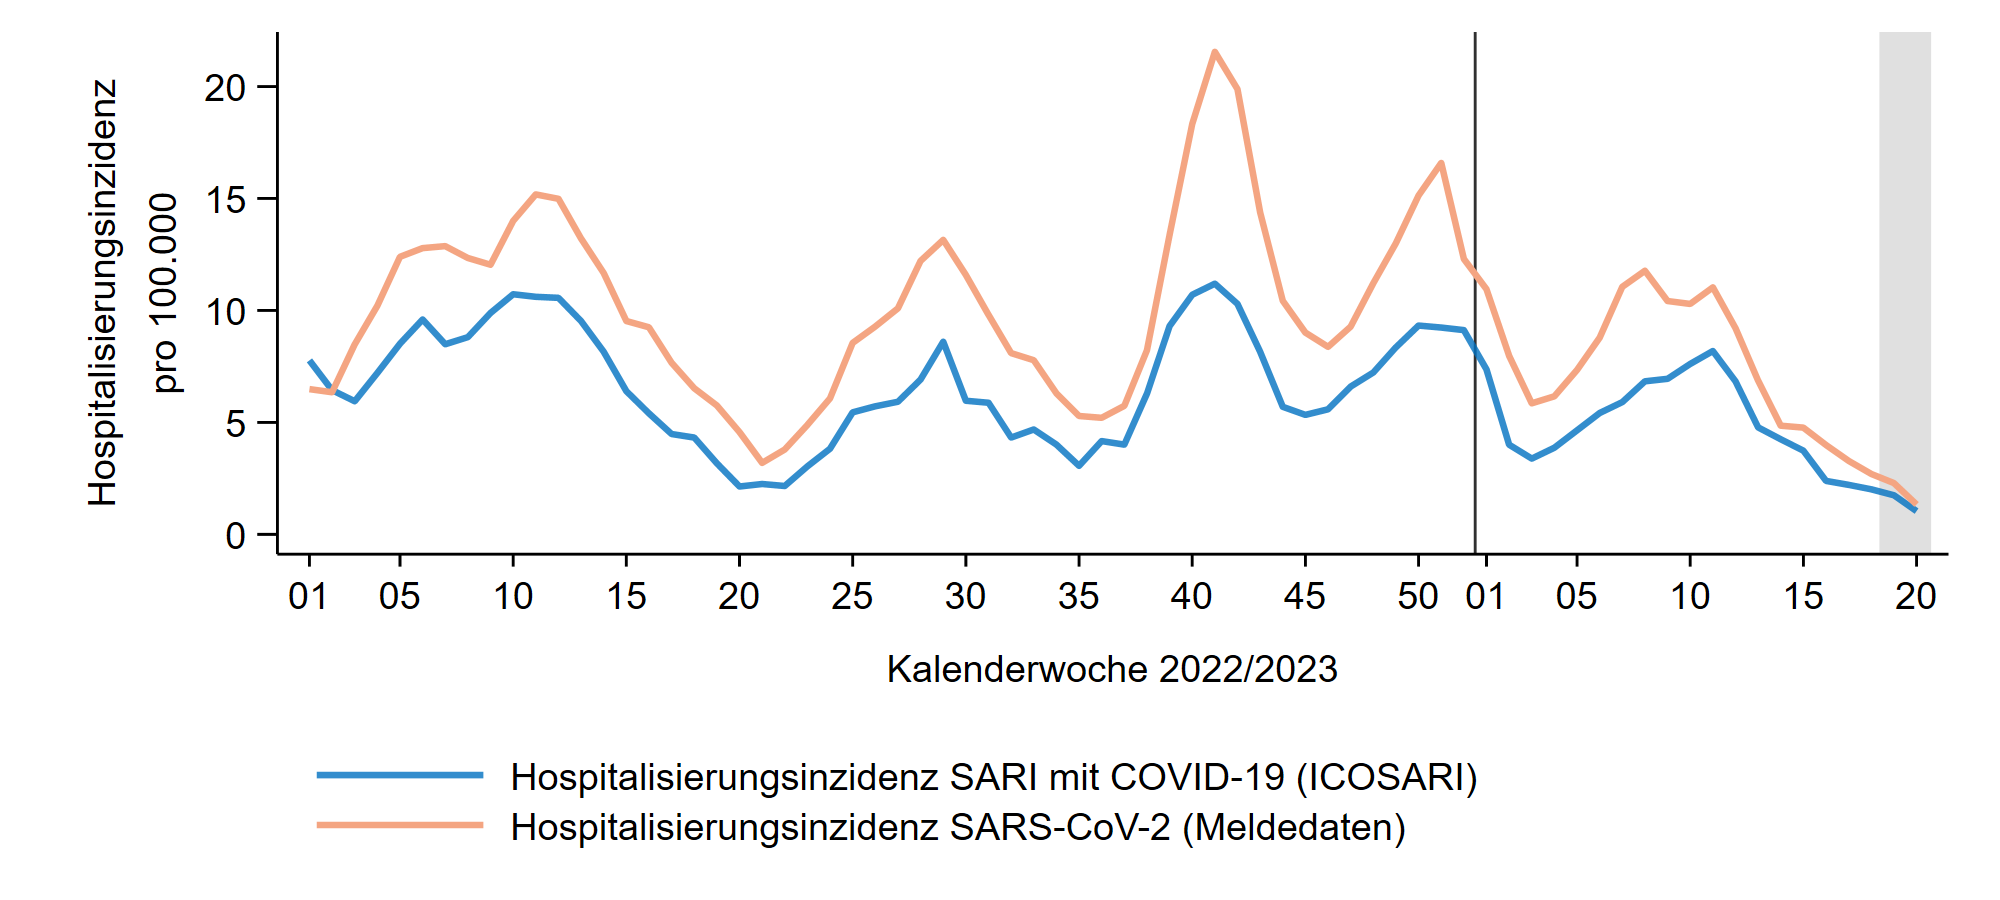 Hospitalisierungsinzidenz
pro 100.000
20
15
10
5
0
01 05 10 15 20 25 30 35 40 45 50 01 05 10 15 20
Kalenderwoche 2022/2023
Hospitalisierungsinzidenz SARI mit COVID-19 (ICOSARI)
Hospitalisierungsinzidenz SARS-CoV-2 (Meldedaten)